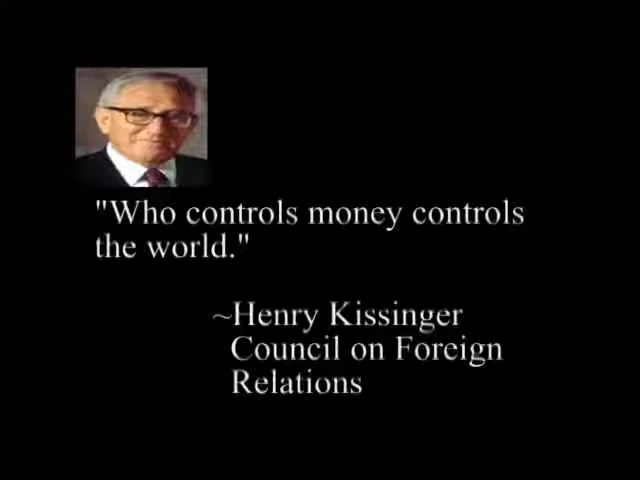 "Who controls money controls
the world."
~Henry Kissinger
Council on Foreign
Relations